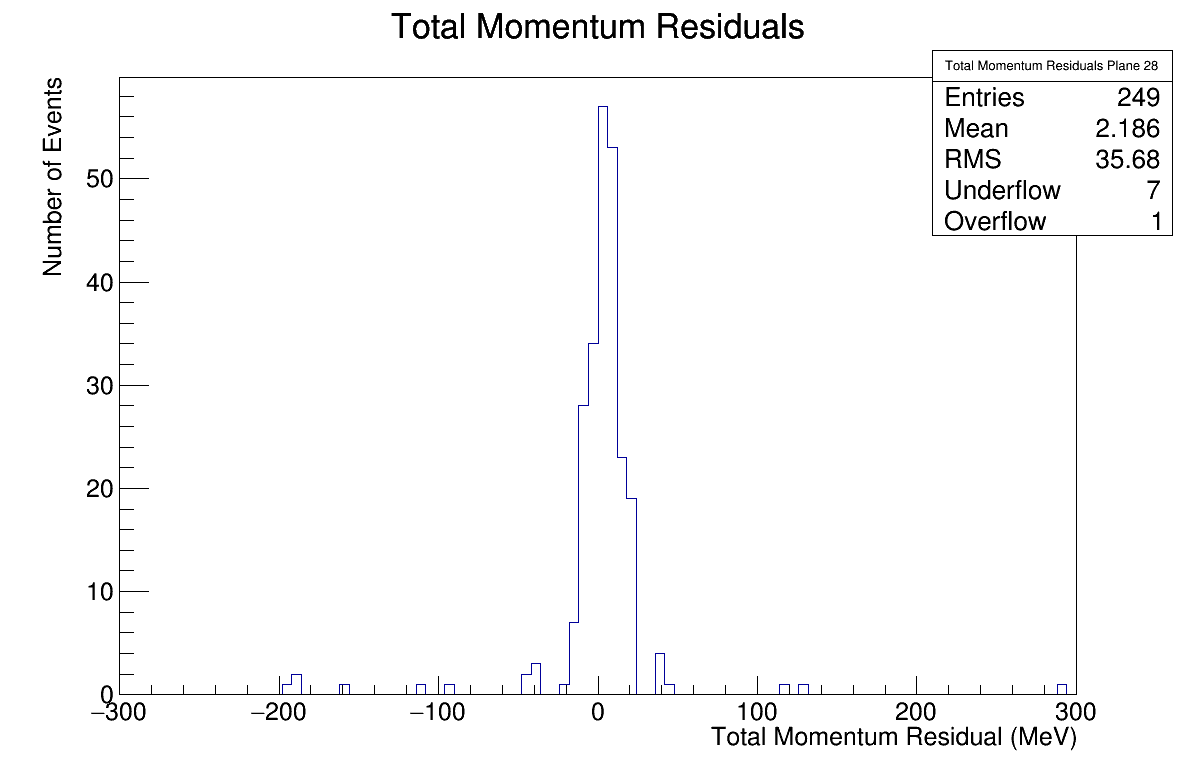 Total Momentum Residuals
Total Momentum Residuals Plane 28
Entries 249
Mean 2.186
RMS 35.68
Underflow 7
Overflow 1
Number of Events
50
40
30
20
10
0
−300 −200 −100 0 100 200 300
Total Momentum Residual (MeV)